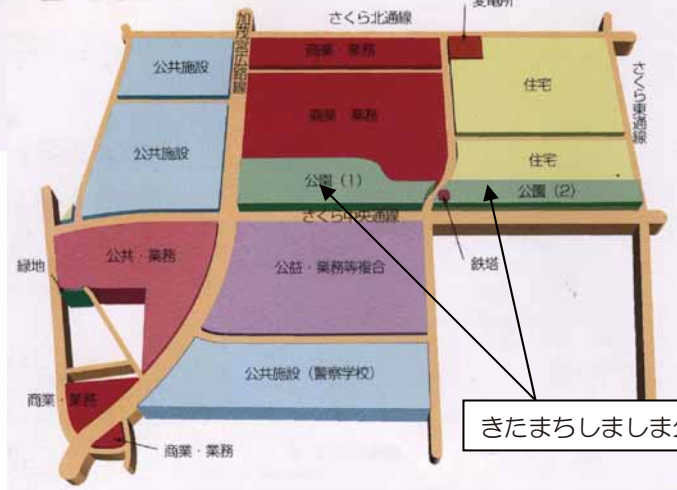 変電所
さくら北通線
加茂宮広路線
商業・業務
公共施設
住宅
さくら東通線
商業 業務
公共施設
住宅
公園（1）
公園（2）
さくら中央通線
緑地
公共・業務
公益・業務等複合
鉄塔
公共施設（警察学校）
商業・業務
きたまちしましま
商業・業務